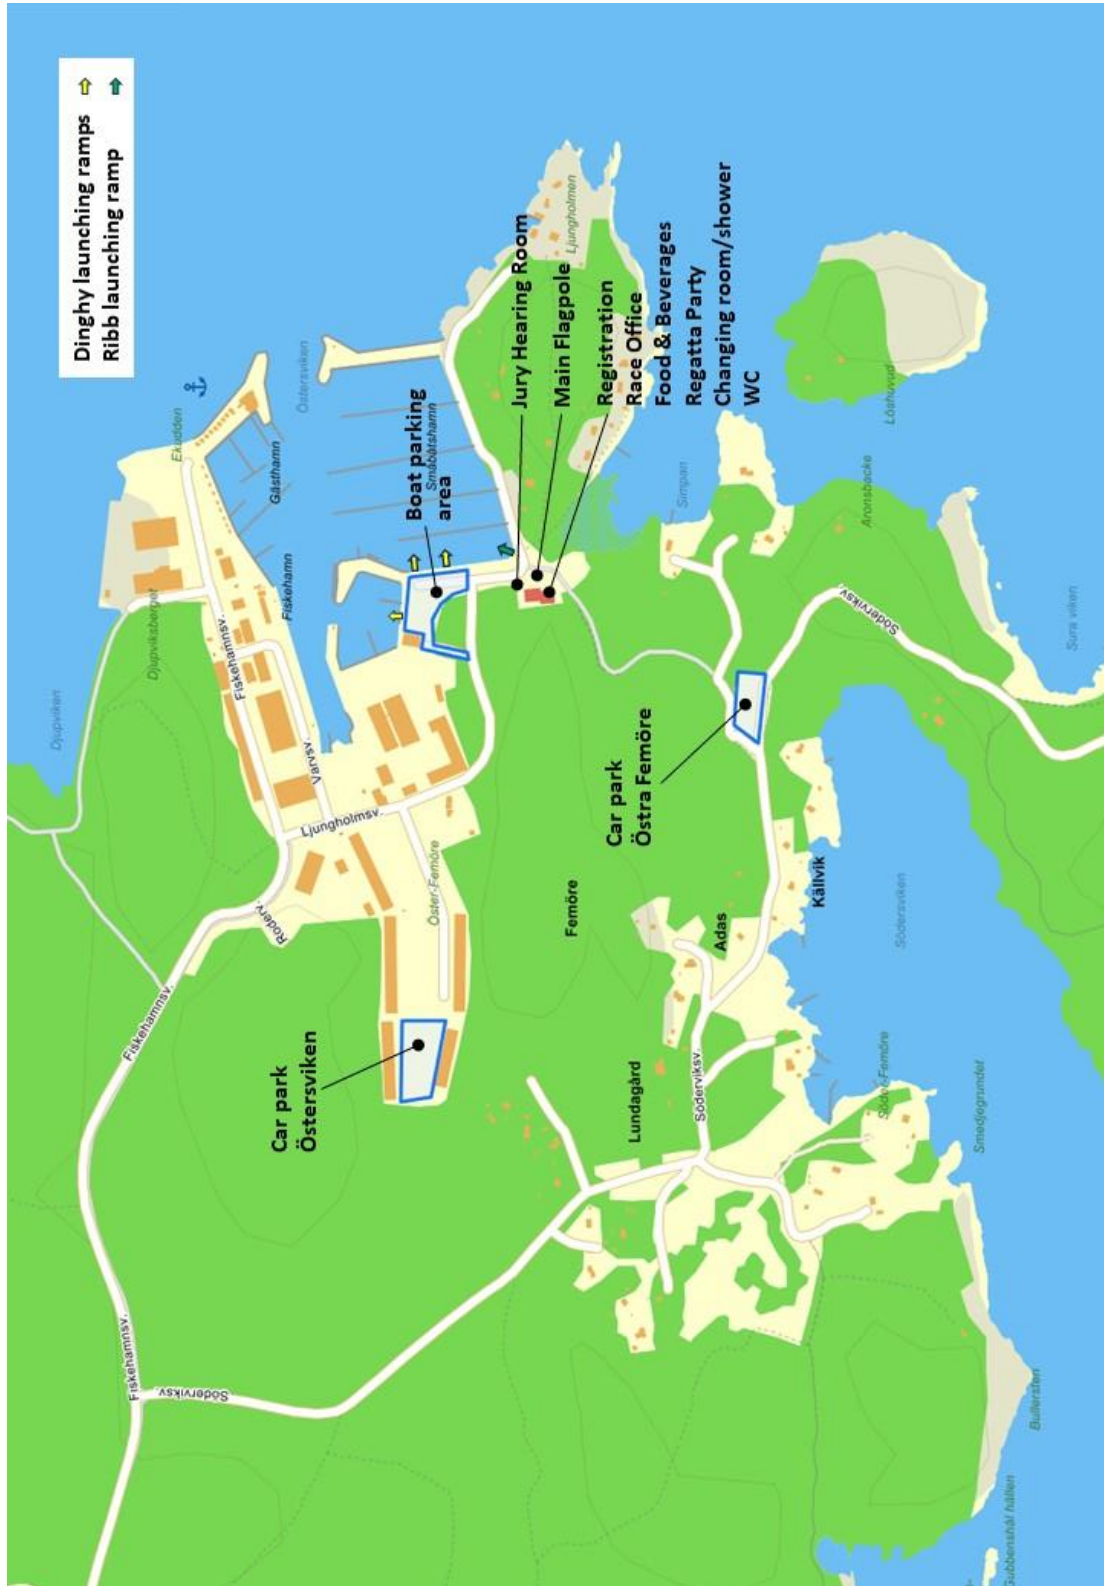 Dinghy launching ramps
Ribb launching ramp
Djupviken
Djupviksberget
Ekudden
Fiskehamnsv.
Varvsv.
Fiskehamn
Gästhamn
Östersviken
Boat parking
area
Småbåtshamn
Ljungholmen
Jury Hearing Room
Main Flagpole
Registration
Race Office
Food & Beverages
Regatta Party
Changing room/shower
WC
Ljungholmsv.
Roderv.
Öster-Femöre
Fiskehamnsv.
Car park
Östersviken
Fiskehamnsv.
Söderviksv.
Femöre
Car park
Östra Femöre
Simpan
Löshuvud
Aronsbacke
Söderviksv.
Sura viken
Lundagård
Adas
Källvik
Söderviksv.
Södersviken
Söder-Femöre
Smedjegrundet
Bullersten
Gubbenshål hällen